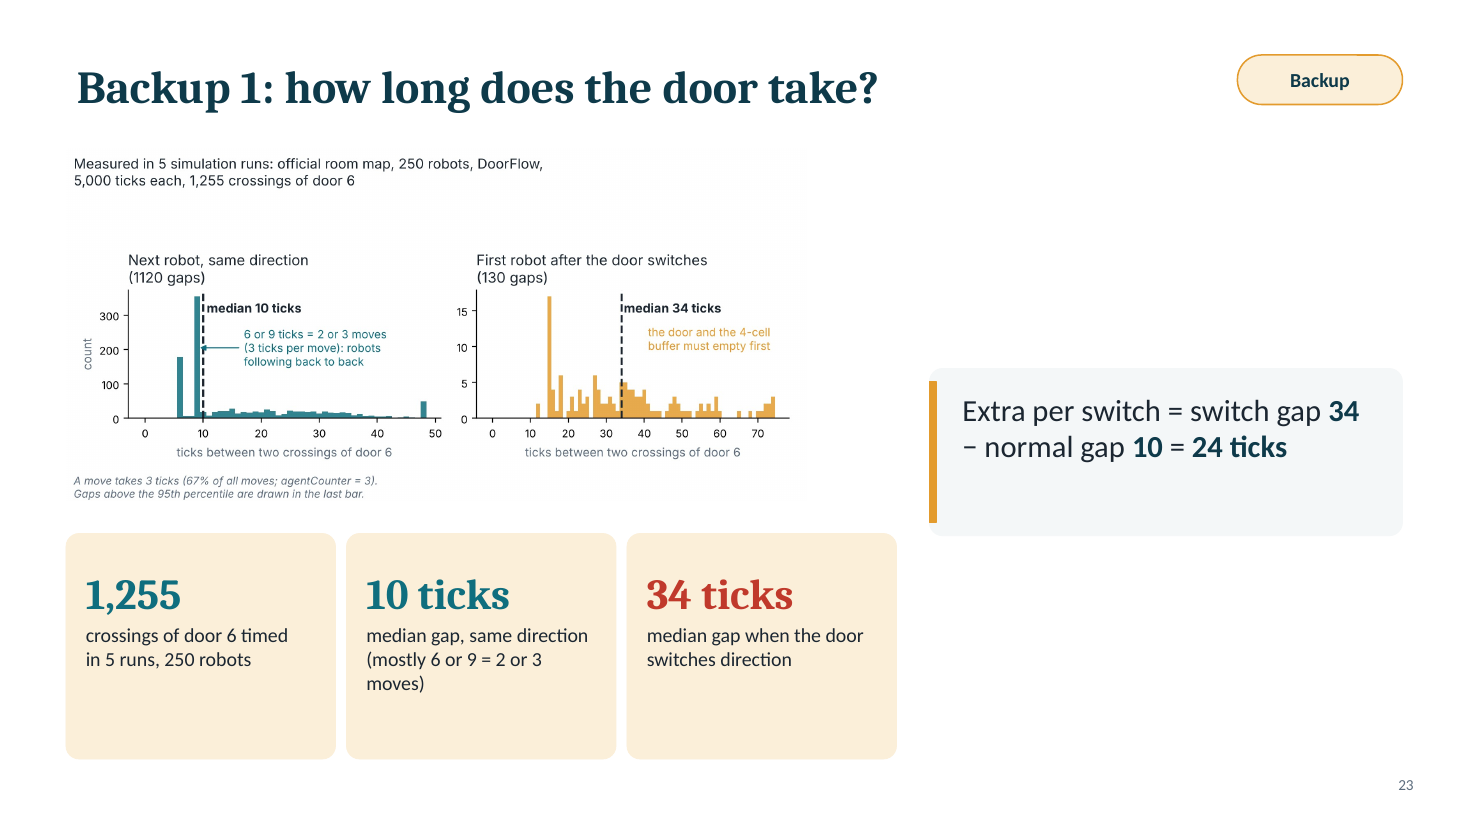 Backup 1: how long does the door take?
Backup
Measured in 5 simulation runs: official room map, 250 robots, DoorFlow,
5,000 ticks each, 1,255 crossings of door 6
Next robot, same direction
(1120 gaps)
median 10 ticks
6 or 9 ticks = 2 or 3 moves
(3 ticks per move): robots
following back to back
count
300
200
100
0
0 10 20 30 40 50
ticks between two crossings of door 6
First robot after the door switches
(130 gaps)
median 34 ticks
the door and the 4-cell
buffer must empty first
15
10
5
0
0 10 20 30 40 50 60 70
ticks between two crossings of door 6
A move takes 3 ticks (67% of all moves; agentCounter = 3).
Gaps above the 95th percentile are drawn in the last bar.
Extra per switch = switch gap 34
− normal gap 10 = 24 ticks
1,255
crossings of door 6 timed
in 5 runs, 250 robots
10 ticks
median gap, same direction
(mostly 6 or 9 = 2 or 3
moves)
34 ticks
median gap when the door
switches direction
23